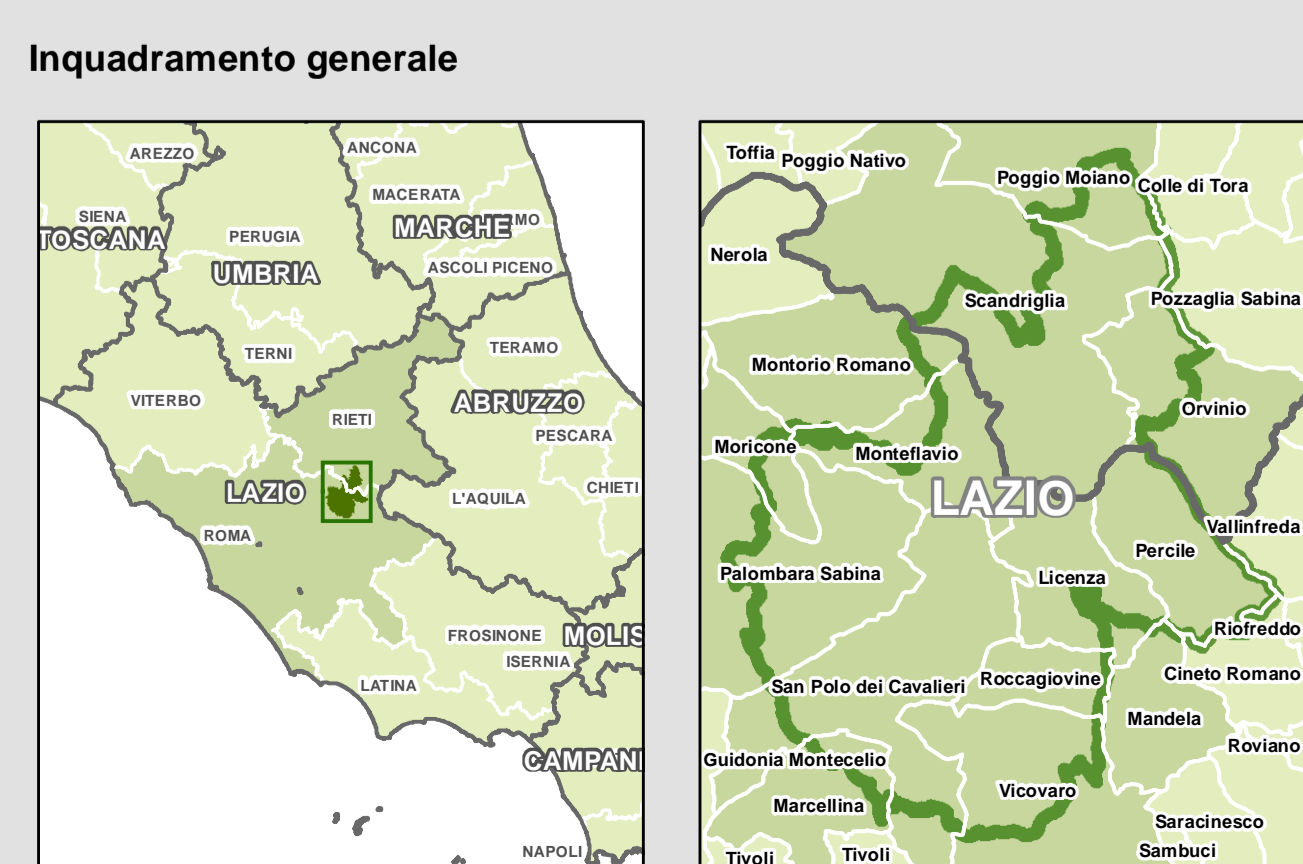 Inquadramento generale
AREZZO
ANCONA
MACERATA
SIENA
TOSCANA
PERUGIA
MARCHE
UMBRIA
ASCOLI PICENO
TERNI
TERAMO
VITERBO
RIETI
ABRUZZO
PESCARA
LAZIO
L'AQUILA
CHIETI
ROMA
FROSINONE
MOLIS
ISERNIA
LATINA
CAMPANI
NAPOLI
Toffia
Poggio Nativo
Poggio Moiano
Colle di Tora
Nerola
Scandriglia
Pozzaglia Sabina
Montorio Romano
Orvinio
Moricone
Monteflavio
LAZIO
Vallinfreda
Percile
Palombara Sabina
Licenza
Riofreddo
San Polo dei Cavalieri
Roccagiovine
Cineto Romano
Mandela
Roviano
Guidonia Montecelio
Vicovaro
Marcellina
Saracinesco
Tivoli
Tivoli
Sambuci